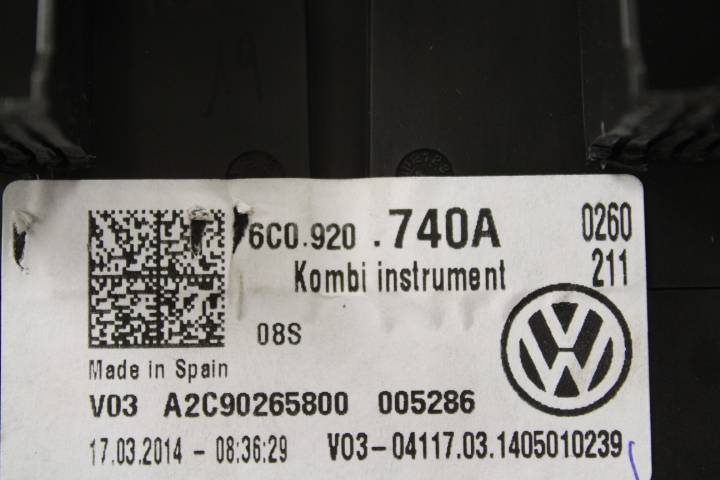 6C0.920 .740A 0260
Kombi instrument 211
08S
Made in Spain
V03 A2C90265800 005286
17.03.2014 - 08:36:29 V03-04117.03.1405010239